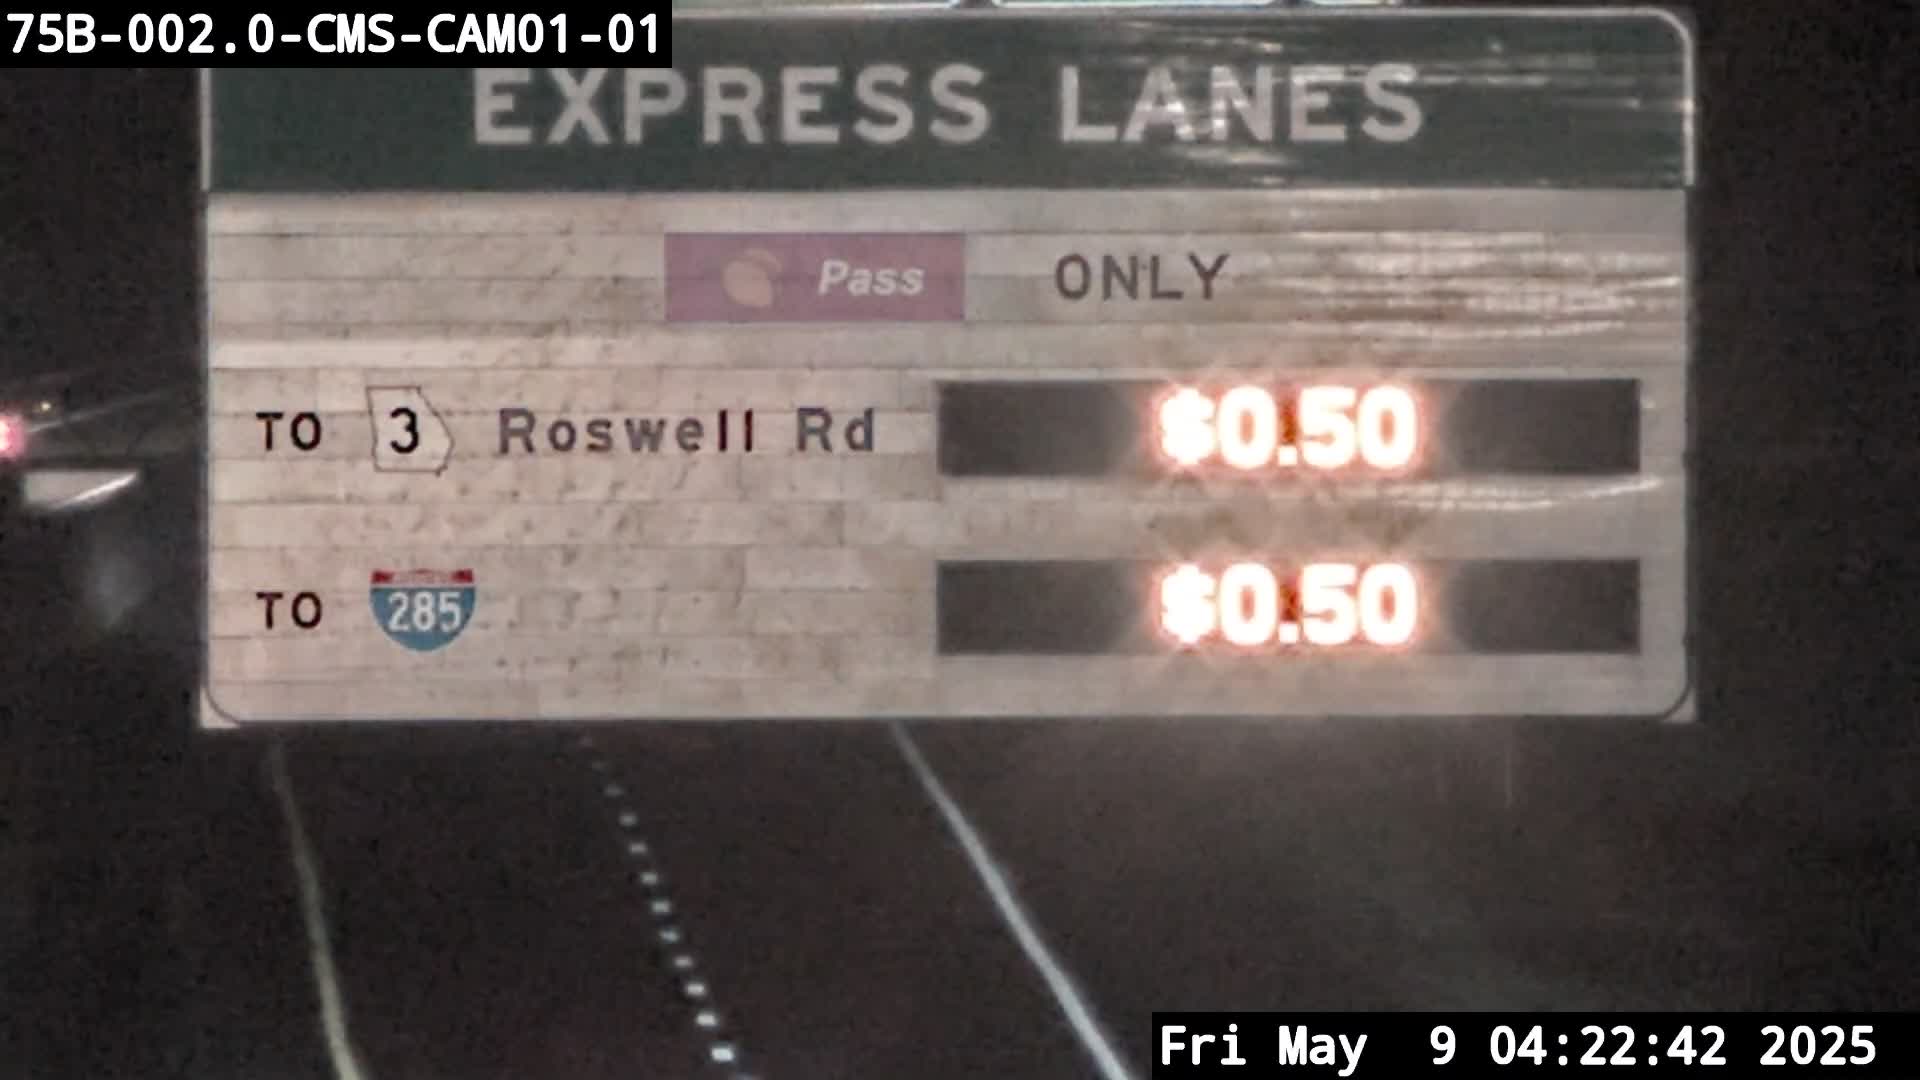 75B-002.0-CMS-CAM01-01
EXPRESS LANES
Pass ONLY
TO 3 Roswell Rd $0.50
TO 285 $0.50
Fri May 9 04:22:42 2025